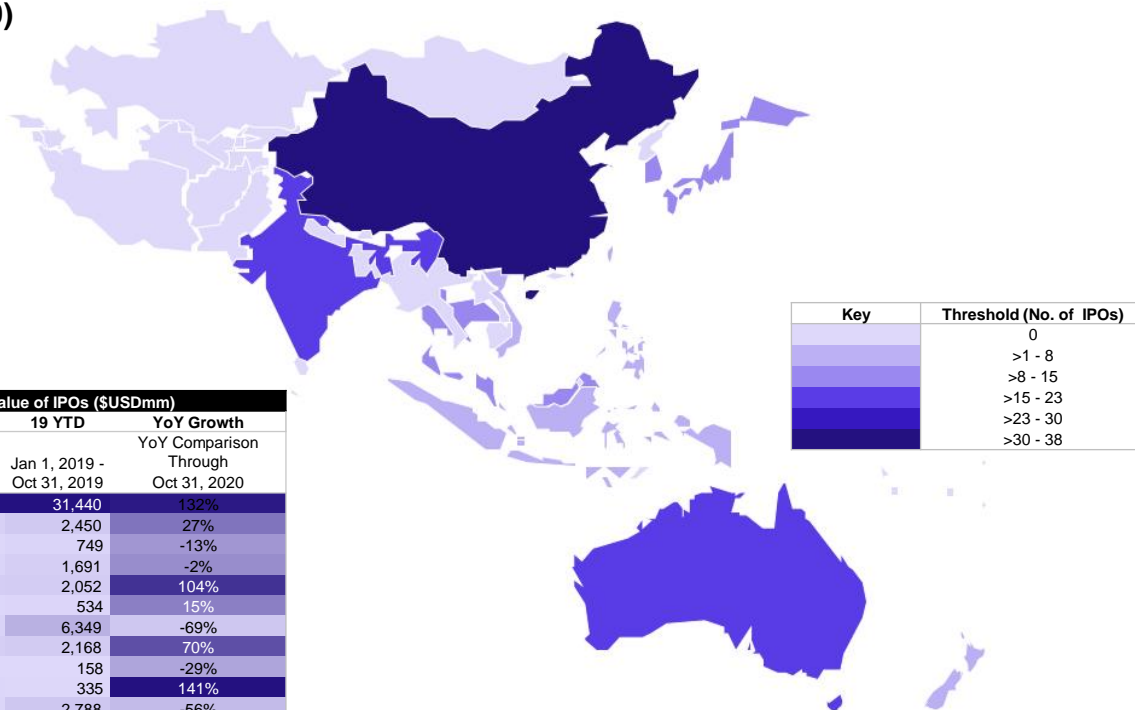 )
Key Threshold (No. of IPOs)
0
>1 - 8
>8 - 15
>15 - 23
>23 - 30
>30 - 38
alue of IPOs ($USDmm)
19 YTD YoY Growth
Jan 1, 2019 -
Oct 31, 2019
YoY Comparison
Through
Oct 31, 2020
31,440 132%
2,450 27%
749 -13%
1,691 -2%
2,052 104%
534 15%
6,349 -69%
2,168 70%
158 -29%
335 141%
2,788 -56%